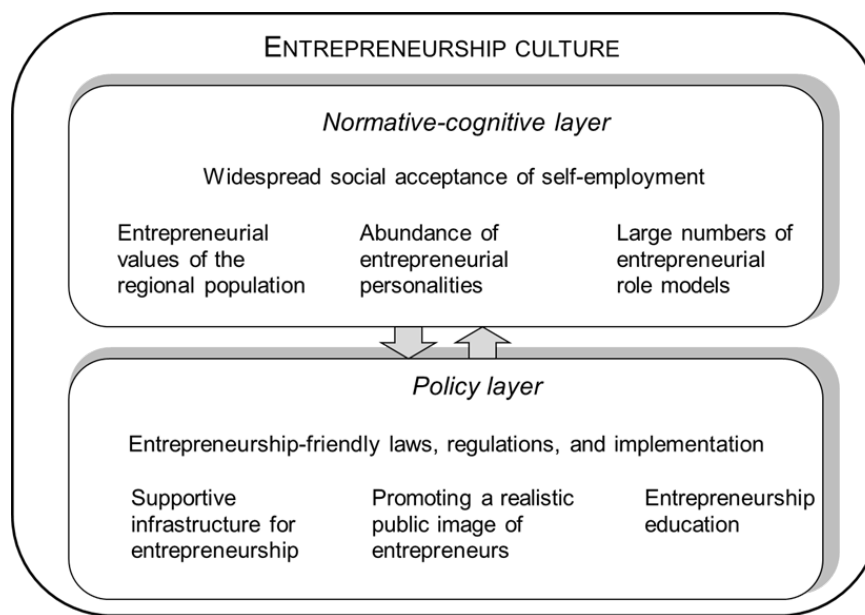 ENTREPRENEURSHIP CULTURE
Normative-cognitive layer
Widespread social acceptance of self-employment
Entrepreneurial
values of the
regional population
Abundance of
entrepreneurial
personalities
Large numbers of
entrepreneurial
role models
Policy layer
Entrepreneurship-friendly laws, regulations, and implementation
Supportive
infrastructure for
entrepreneurship
Promoting a realistic
public image of
entrepreneurs
Entrepreneurship
education